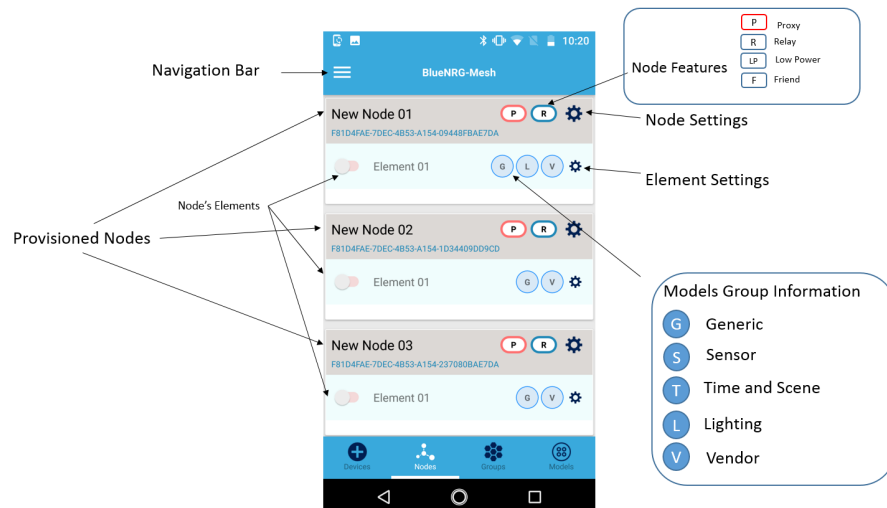 10:20
BlueNRG-Mesh
Navigation Bar
P Proxy
R Relay
LP Low Power
F Friend
Node Features
New Node 01
P R
F81D4FAE-7DEC-4B53-A154-09448FBAE7DA
Node Settings
Element 01
G L V
Element Settings
Node's Elements
Provisioned Nodes
New Node 02
P R
F81D4FAE-7DEC-4B53-A154-1D34409DD9CD
Element 01
G V
New Node 03
P R
F81D4FAE-7DEC-4B53-A154-237080BAE7DA
Element 01
G V
Models Group Information
G Generic
S Sensor
T Time and Scene
L Lighting
V Vendor
Devices
Nodes
Groups
Models